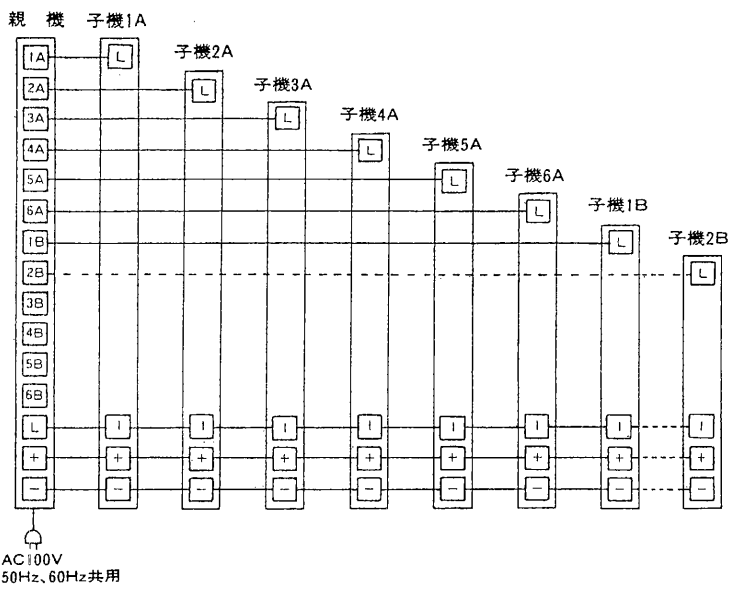 親 機
子機1A
子機2A
子機3A
子機4A
子機5A
子機6A
子機1B
子機2B
1A L
2A L
3A L
4A L
5A L
6A L
1B L
2B L
3B
4B
5B
6B
L I I I I I I I I
+ + + + + + + + +
− − − − − − − − −
AC100V
50Hz、60Hz共用